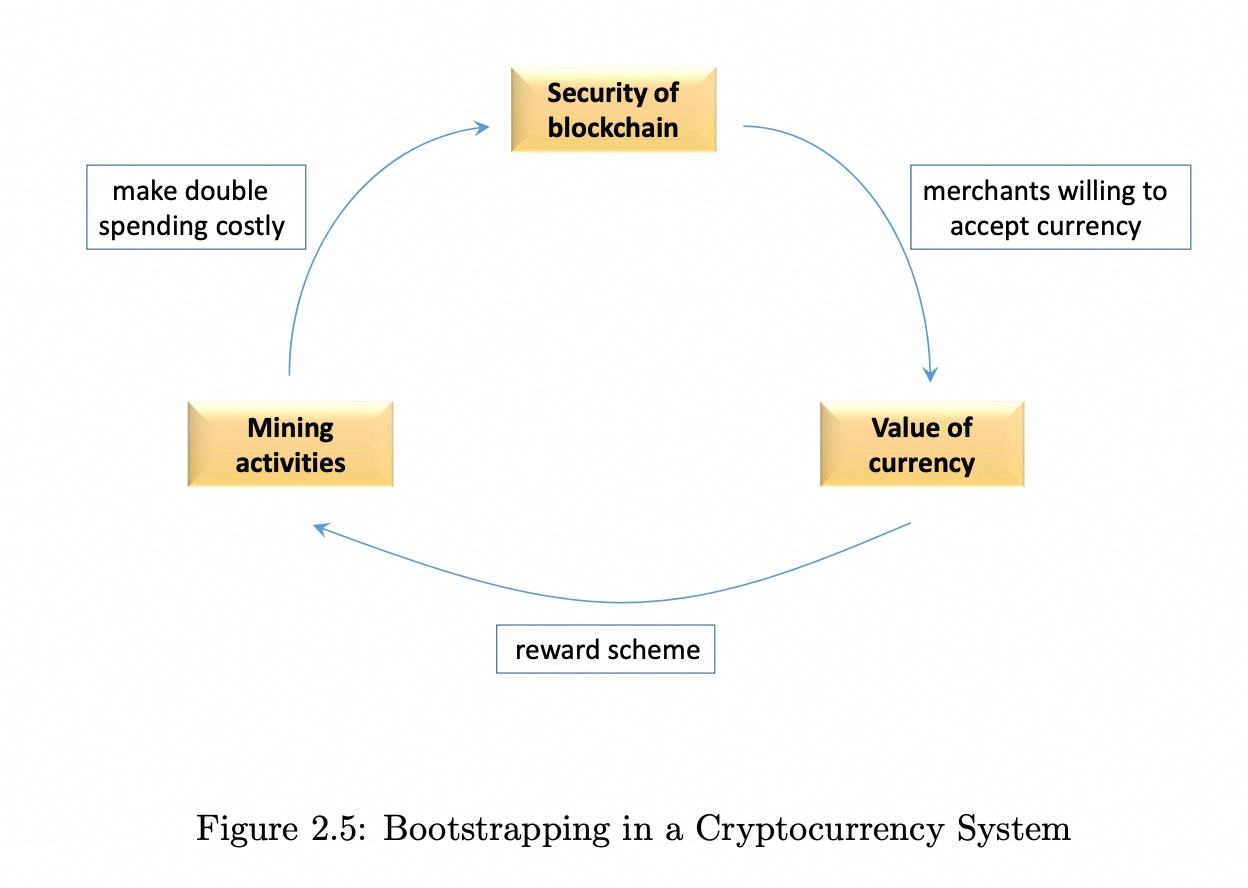 Security of
blockchain
make double
spending costly
merchants willing to
accept currency
Mining
activities
Value of
currency
reward scheme
Figure 2.5: Bootstrapping in a Cryptocurrency System